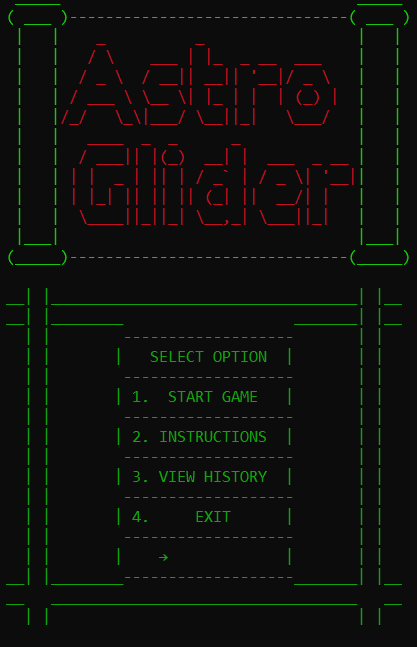 Astro
Glider
SELECT OPTION
1. START GAME
2. INSTRUCTIONS
3. VIEW HISTORY
4. EXIT
→